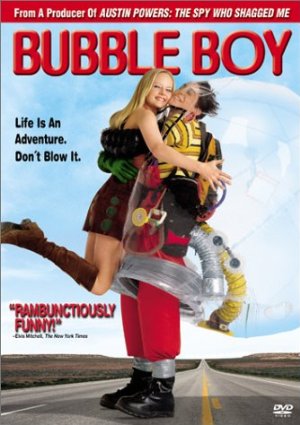 From A Producer Of AUSTIN POWERS: THE SPY WHO SHAGGED ME
BUBBLE BOY
Life Is An
Adventure.
Don't Blow It.
"RAMBUNCTIOUSLY
FUNNY!"
-Elvis Mitchell, The New York Times
DVD
VIDEO